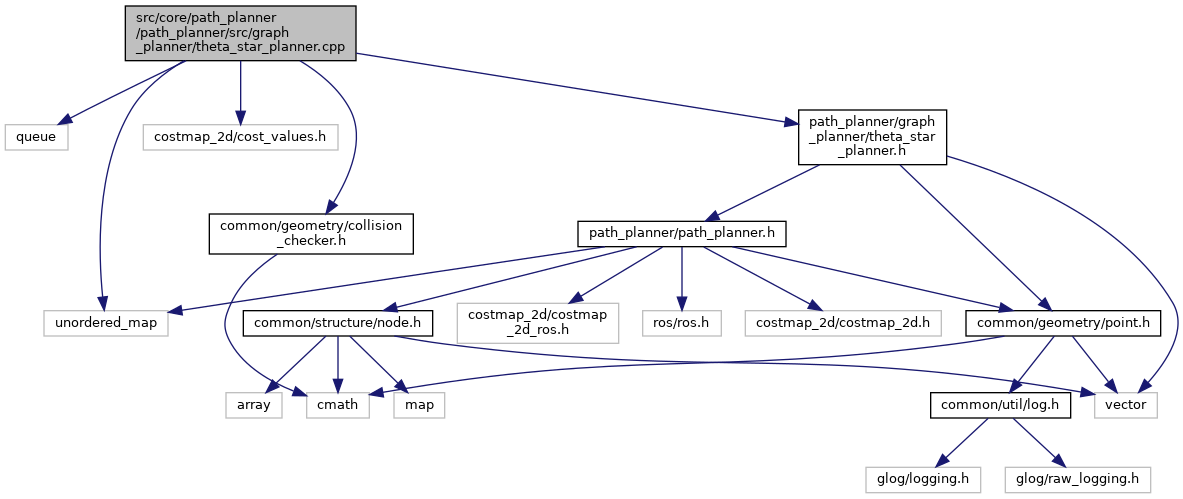 src/core/path_planner
/path_planner/src/graph
_planner/theta_star_planner.cpp
queue
costmap_2d/cost_values.h
path_planner/graph
_planner/theta_star
_planner.h
common/geometry/collision
_checker.h
path_planner/path_planner.h
unordered_map
common/structure/node.h
costmap_2d/costmap
_2d_ros.h
ros/ros.h
costmap_2d/costmap_2d.h
common/geometry/point.h
array
cmath
map
common/util/log.h
vector
glog/logging.h
glog/raw_logging.h